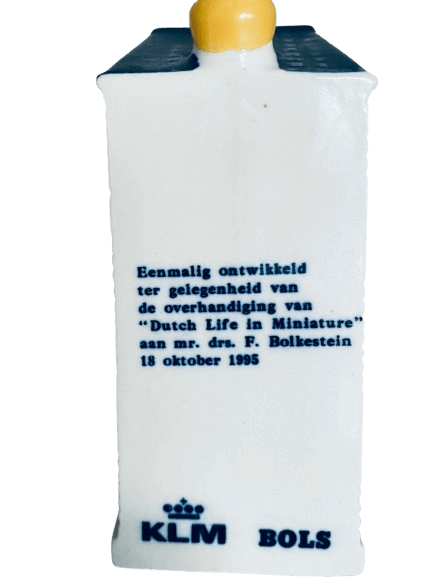 Eenmalig ontwikkeld
ter gelegenheid van
de overhandiging van
“Dutch Life in Miniature”
aan mr. drs. F. Bolkestein
18 oktober 1995
KLM BOLS